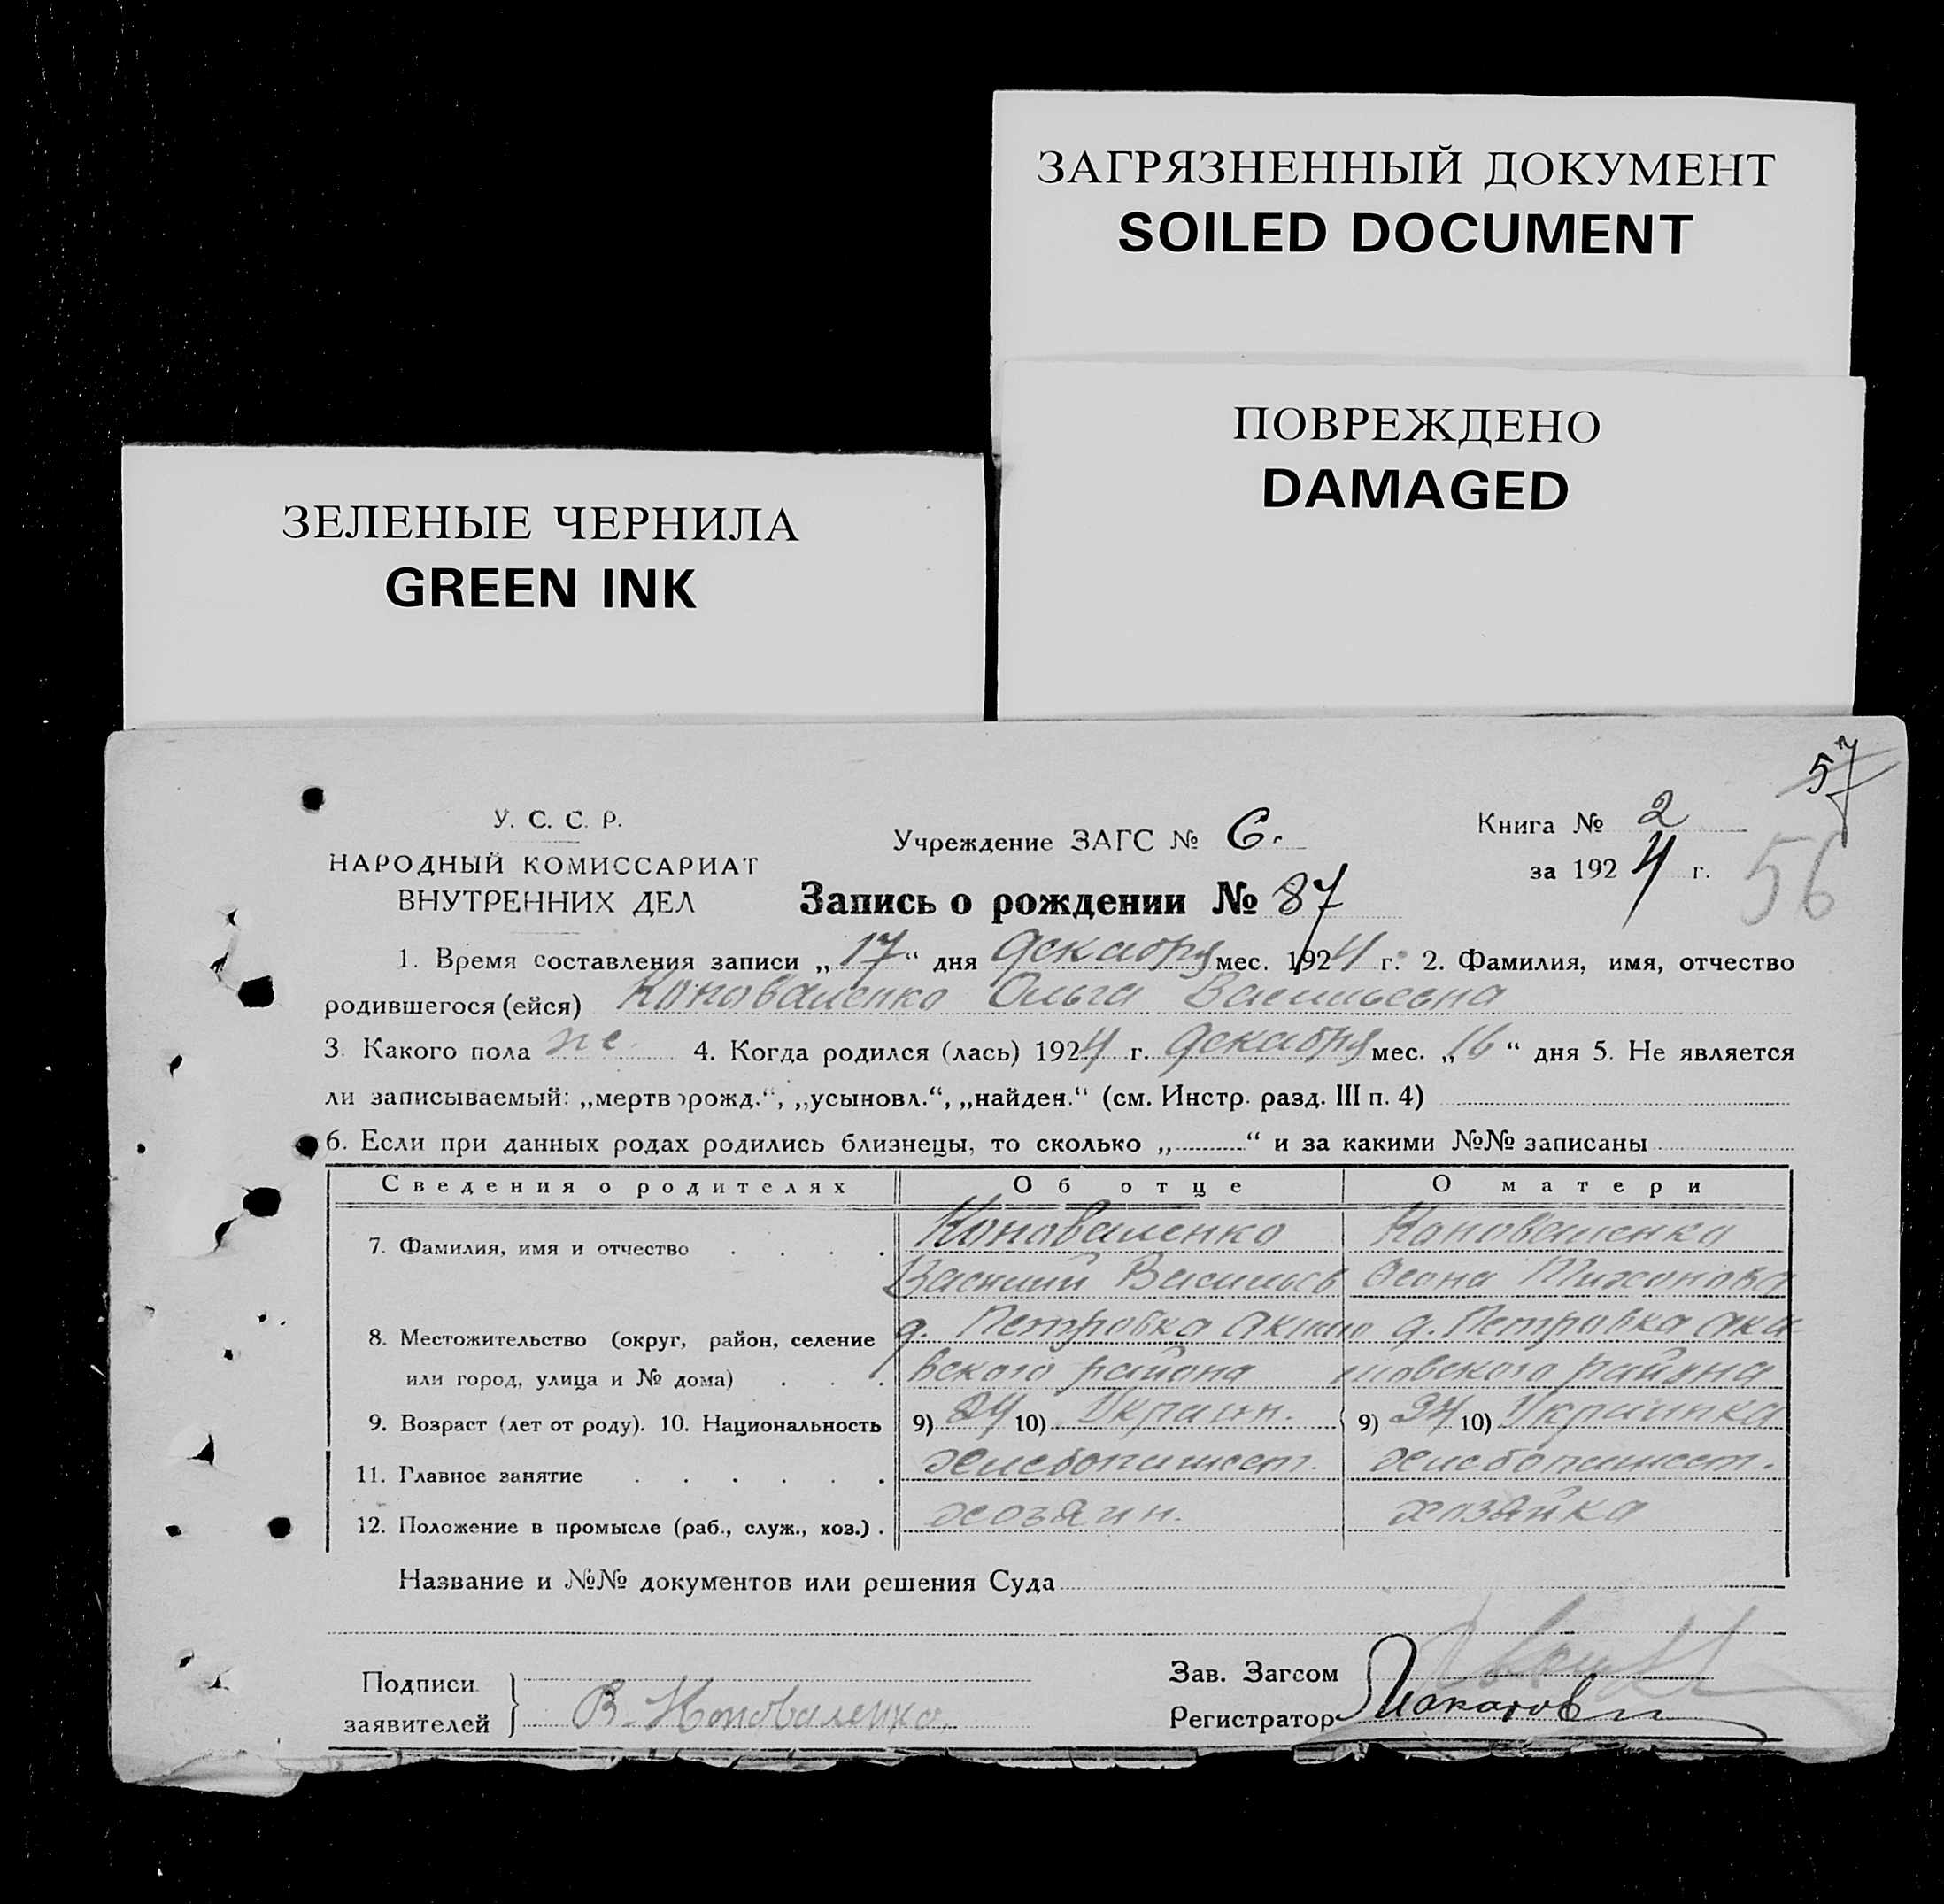 ЗАГРЯЗНЕННЫЙ ДОКУМЕНТ
SOILED DOCUMENT
ПОВРЕЖДЕНО
DAMAGED
ЗЕЛЕНЫЕ ЧЕРНИЛА
GREEN INK
57
56
У. С. С. Р.
НАРОДНЫЙ КОМИССАРИАТ
ВНУТРЕННИХ ДЕЛ
Учреждение ЗАГС № 6.
Книга № 2
за 1924 г.
Запись о рождении № 87
1. Время составления записи „17“ дня декабря мес. 1924 г. 2. Фамилия, имя, отчество
родившегося (ейся) Коноваленко Ольга Васильевна
3. Какого пола же. 4. Когда родился (лась) 1924 г. декабря мес. „16“ дня 5. Не является
ли записываемый: „мертворожд.“, „усыновл.“, „найден.“ (см. Инстр. разд. III п. 4)
6. Если при данных родах родились близнецы, то сколько „ “ и за какими №№ записаны
Сведения о родителях Об отце О матери
7. Фамилия, имя и отчество Коноваленко Коноваленко
Василий Васильев Тихонова
8. Местожительство (округ, район, селение д. Петровка Акимо д. Петровка Аки
или город, улица и № дома) вского района мовского района
9. Возраст (лет от роду). 10. Национальность 9) 24 10) Украин. 9) 24 10) Украинка
11. Главное занятие хлебопашест. хлебопашест.
12. Положение в промысле (раб., служ., хоз.) хозяин. хозяйка
Название и №№ документов или решения Суда
Подписи
заявителей В. Коноваленко
Зав. Загсом
Регистратор